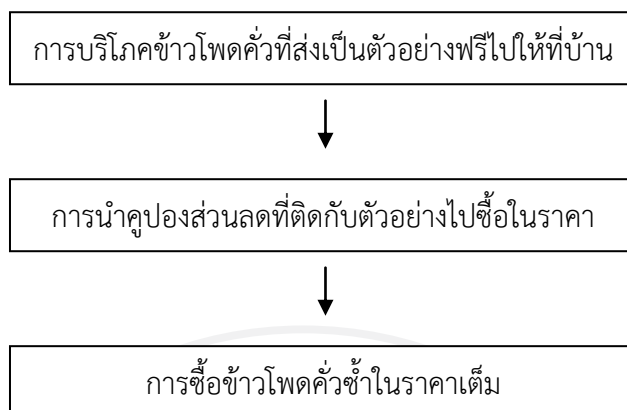 การบริโภคข้าวโพดคั่วที่ส่งเป็นตัวอย่างฟรีไปให้ที่บ้าน
การนำคูปองส่วนลดที่ติดกับตัวอย่างไปซื้อในราคา
การซื้อข้าวโพดคั่วซ้ำในราคาเต็ม